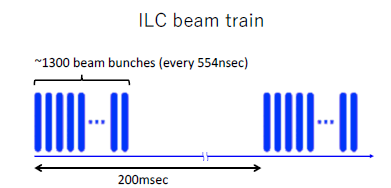 ILC beam train
~1300 beam bunches (every 554nsec)
200msec